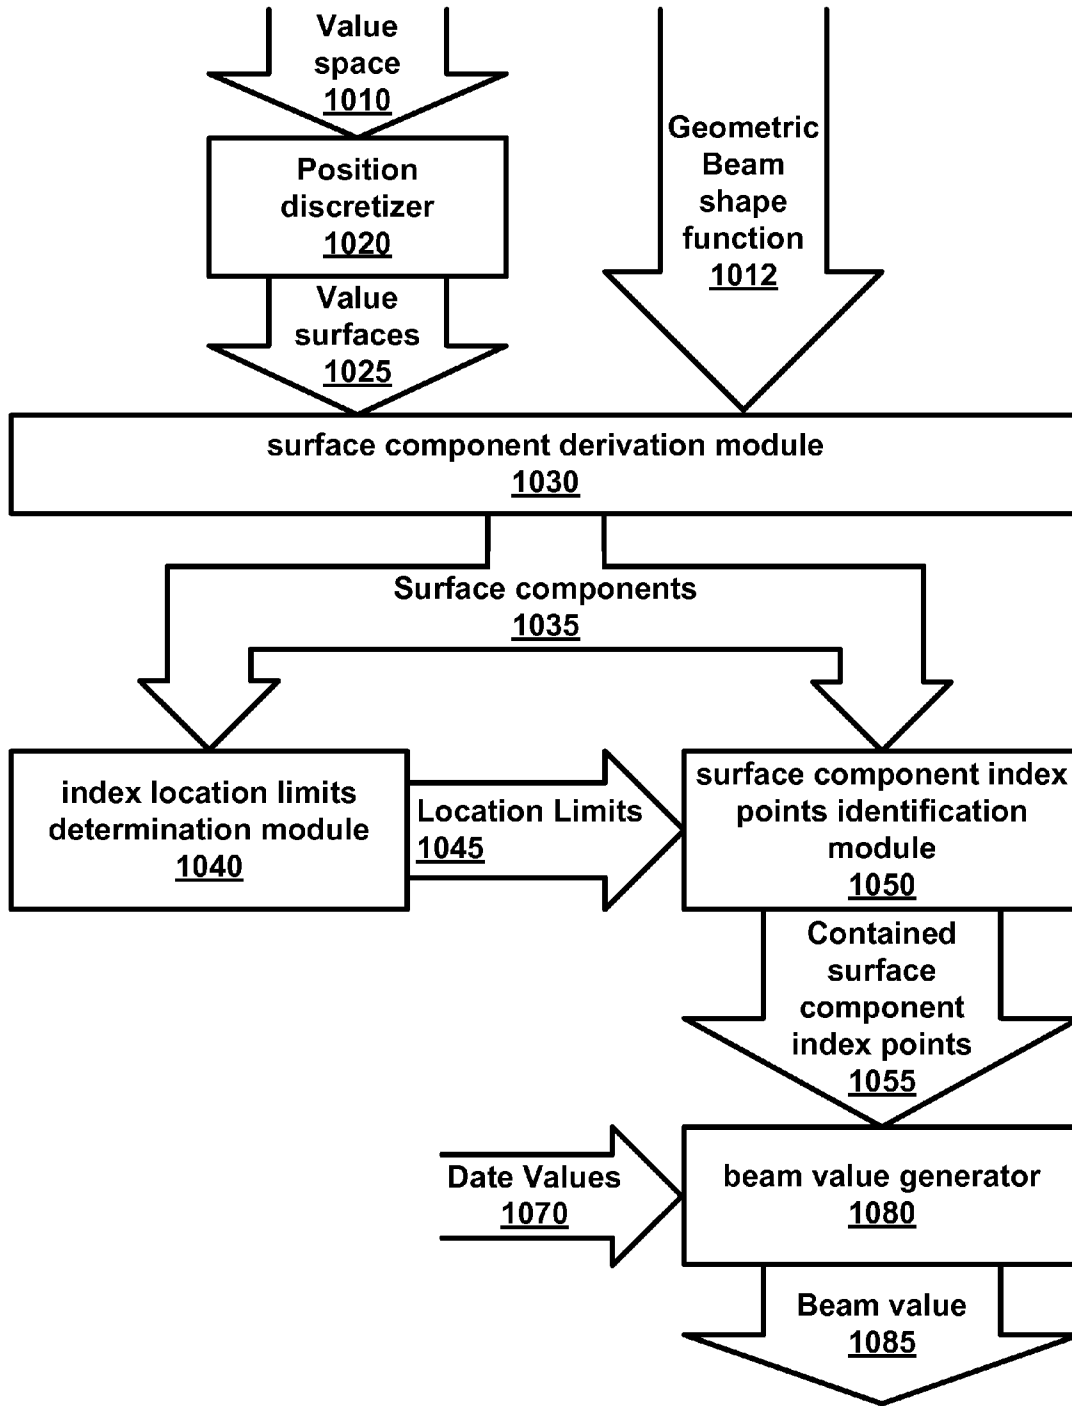 Value
space
1010
Position
discretizer
1020
Value
surfaces
1025
Geometric
Beam
shape
function
1012
surface component derivation module
1030
Surface components
1035
index location limits
determination module
1040
Location Limits
1045
surface component index
points identification
module
1050
Contained
surface
component
index points
1055
Date Values
1070
beam value generator
1080
Beam value
1085